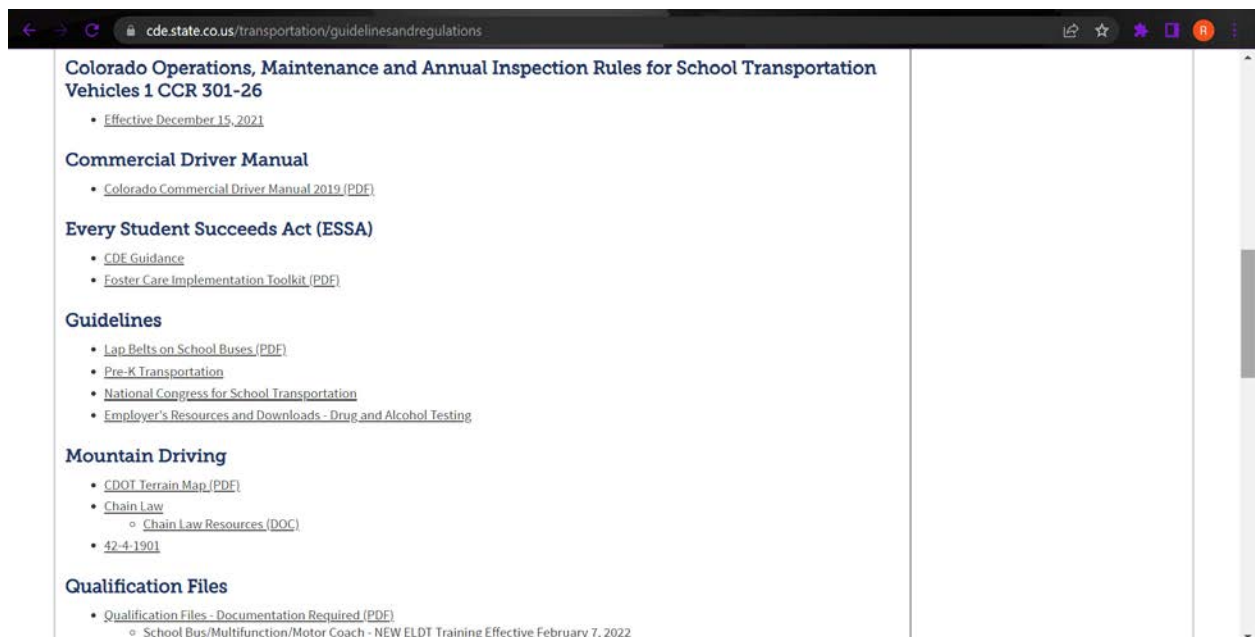 cde.state.co.us/transportation/guidelinesandregulations
R
Colorado Operations, Maintenance and Annual Inspection Rules for School Transportation
Vehicles 1 CCR 301-26
• Effective December 15, 2021
Commercial Driver Manual
• Colorado Commercial Driver Manual 2019 (PDF)
Every Student Succeeds Act (ESSA)
• CDE Guidance
• Foster Care Implementation Toolkit (PDF)
Guidelines
• Lap Belts on School Buses (PDF)
• Pre-K Transportation
• National Congress for School Transportation
• Employer's Resources and Downloads - Drug and Alcohol Testing
Mountain Driving
• CDOT Terrain Map (PDF)
• Chain Law
○ Chain Law Resources (DOC)
• 42-4-1901
Qualification Files
• Qualification Files - Documentation Required (PDF)
○ School Bus/Multifunction/Motor Coach - NEW ELDT Training Effective February 7, 2022